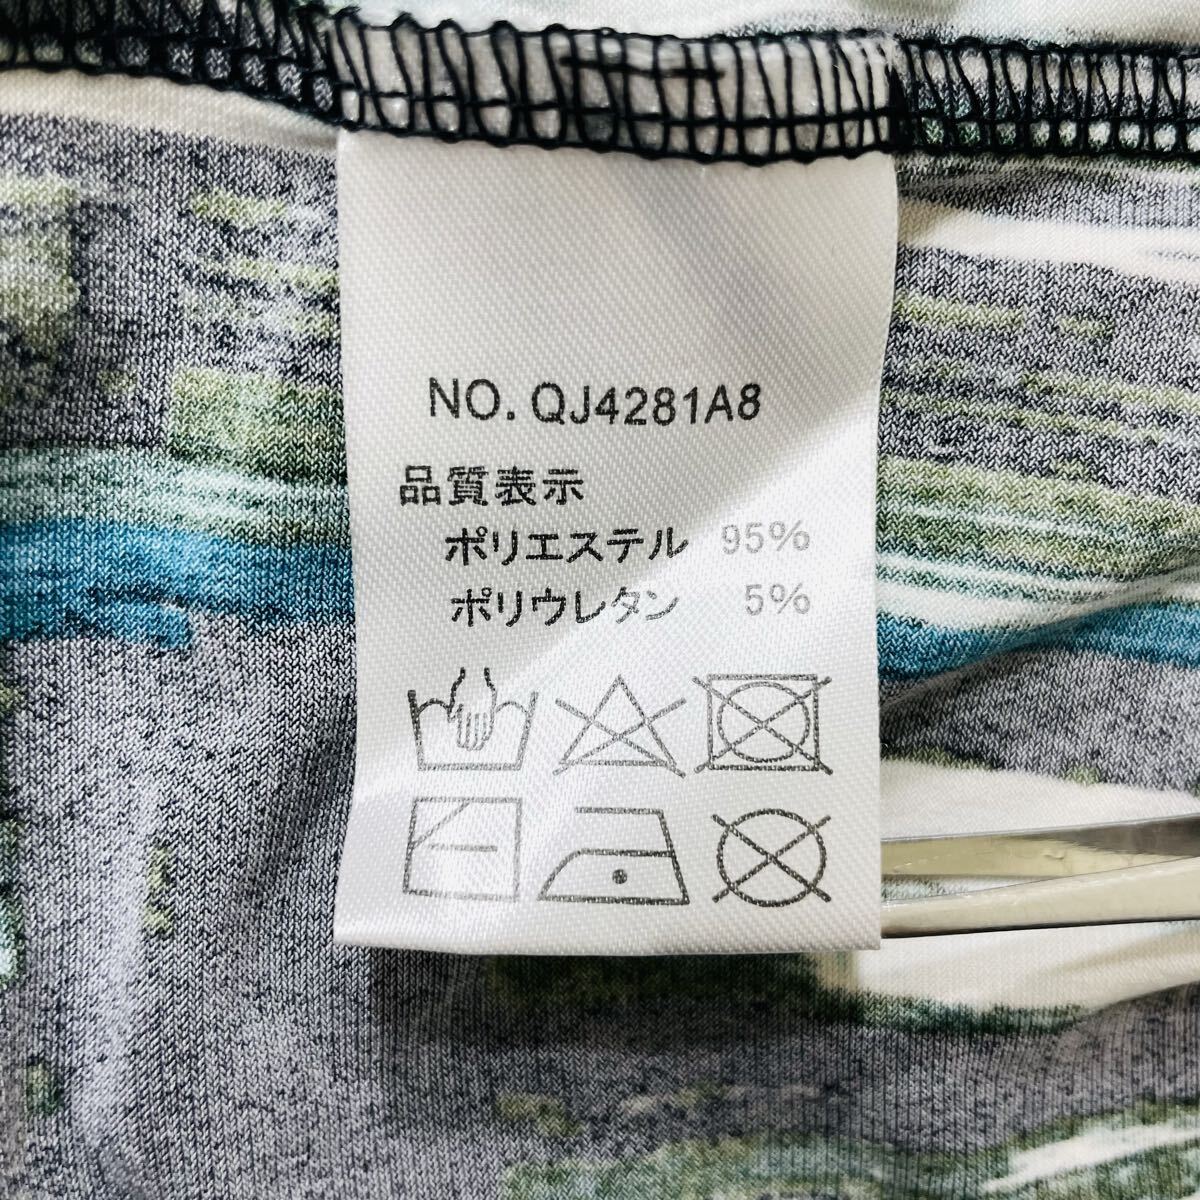 NO. QJ4281A8
品質表示
ポリエステル 95%
ポリウレタン 5%